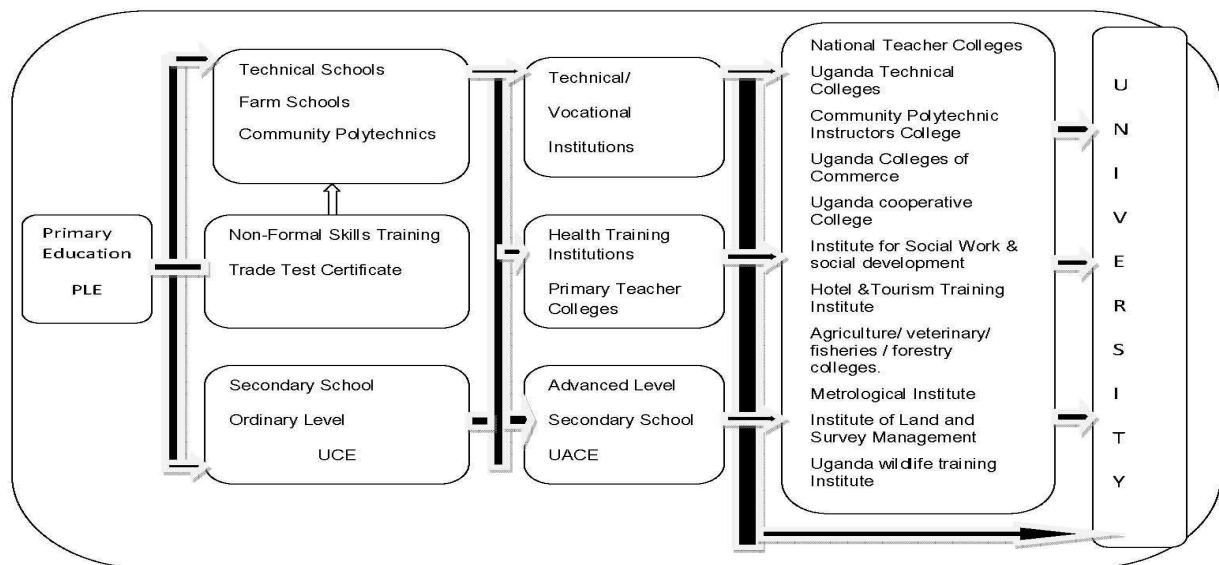 Primary
Education
PLE
Technical Schools
Farm Schools
Community Polytechnics
Non-Formal Skills Training
Trade Test Certificate
Secondary School
Ordinary Level
UCE
Technical/
Vocational
Institutions
Health Training
Institutions
Primary Teacher
Colleges
Advanced Level
Secondary School
UACE
National Teacher Colleges
Uganda Technical
Colleges
Community Polytechnic
Instructors College
Uganda Colleges of
Commerce
Uganda cooperative
College
Institute for Social Work &
social development
Hotel &Tourism Training
Institute
Agriculture/ veterinary/
fisheries / forestry
colleges.
Metrological Institute
Institute of Land and
Survey Management
Uganda wildlife training
Institute
U
N
I
V
E
R
S
I
T
Y